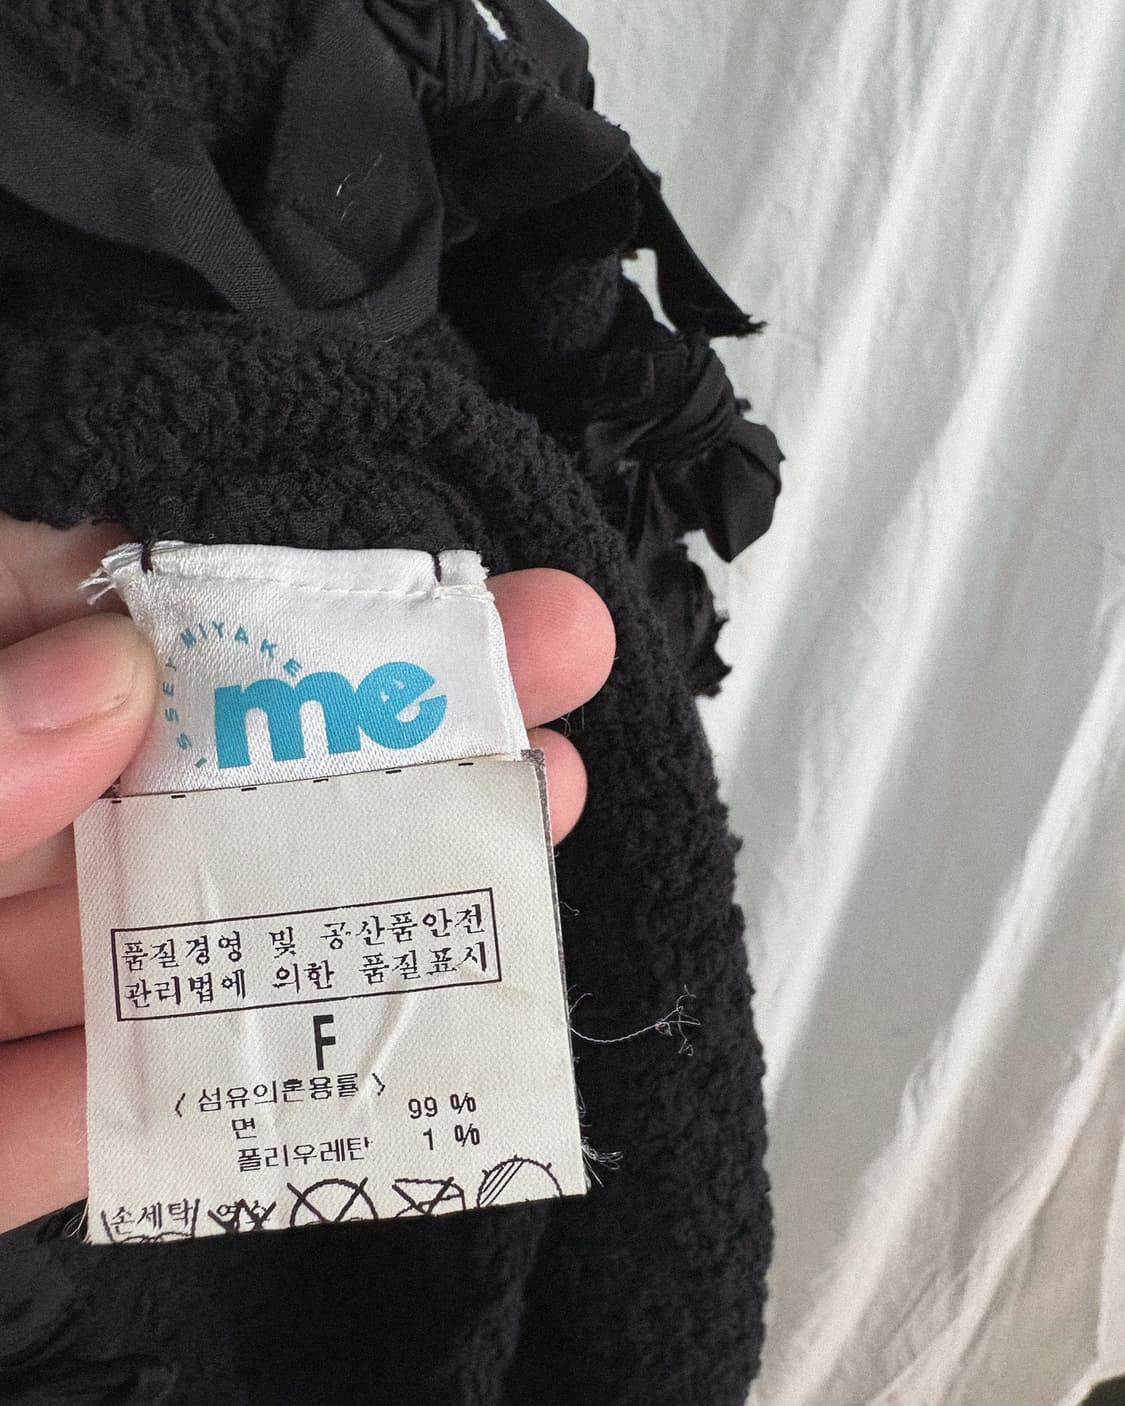 ISSEY MIYAKE
me
품질경영 및 공산품안전
관리법에 의한 품질표시
F
〈 섬유의혼용률 〉
면 99 %
폴리우레탄 1 %
손세탁 약수